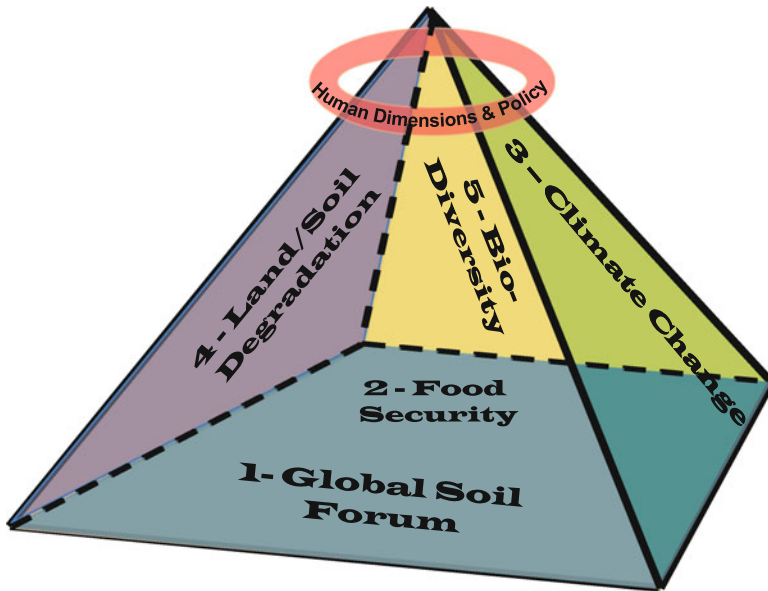 Human Dimensions & Policy
3 - Climate Change
5 - Bio-
Diversity
4 - Land/Soil
Degradation
2 - Food
Security
1- Global Soil
Forum